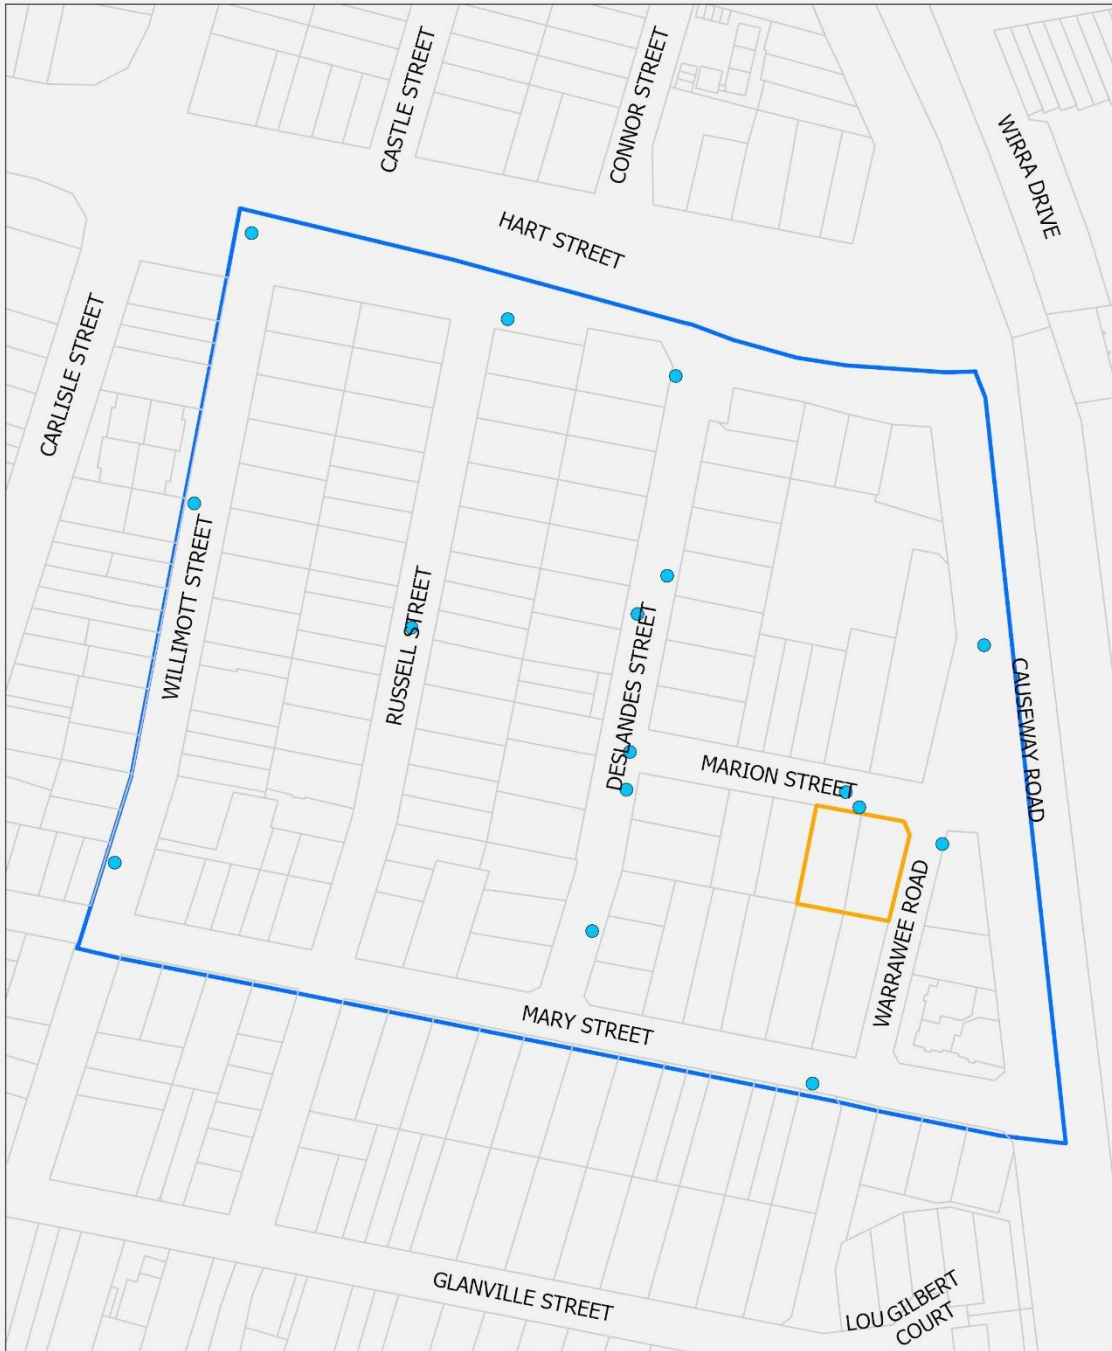 CASTLE STREET
CONNOR STREET
WIRRA DRIVE
HART STREET
CARLISLE STREET
WILLIMOTT STREET
RUSSELL STREET
DESLANDES STREET
CAUSEWAY ROAD
MARION STREET
WARRAWEE ROAD
MARY STREET
GLANVILLE STREET
LOU GILBERT
COURT